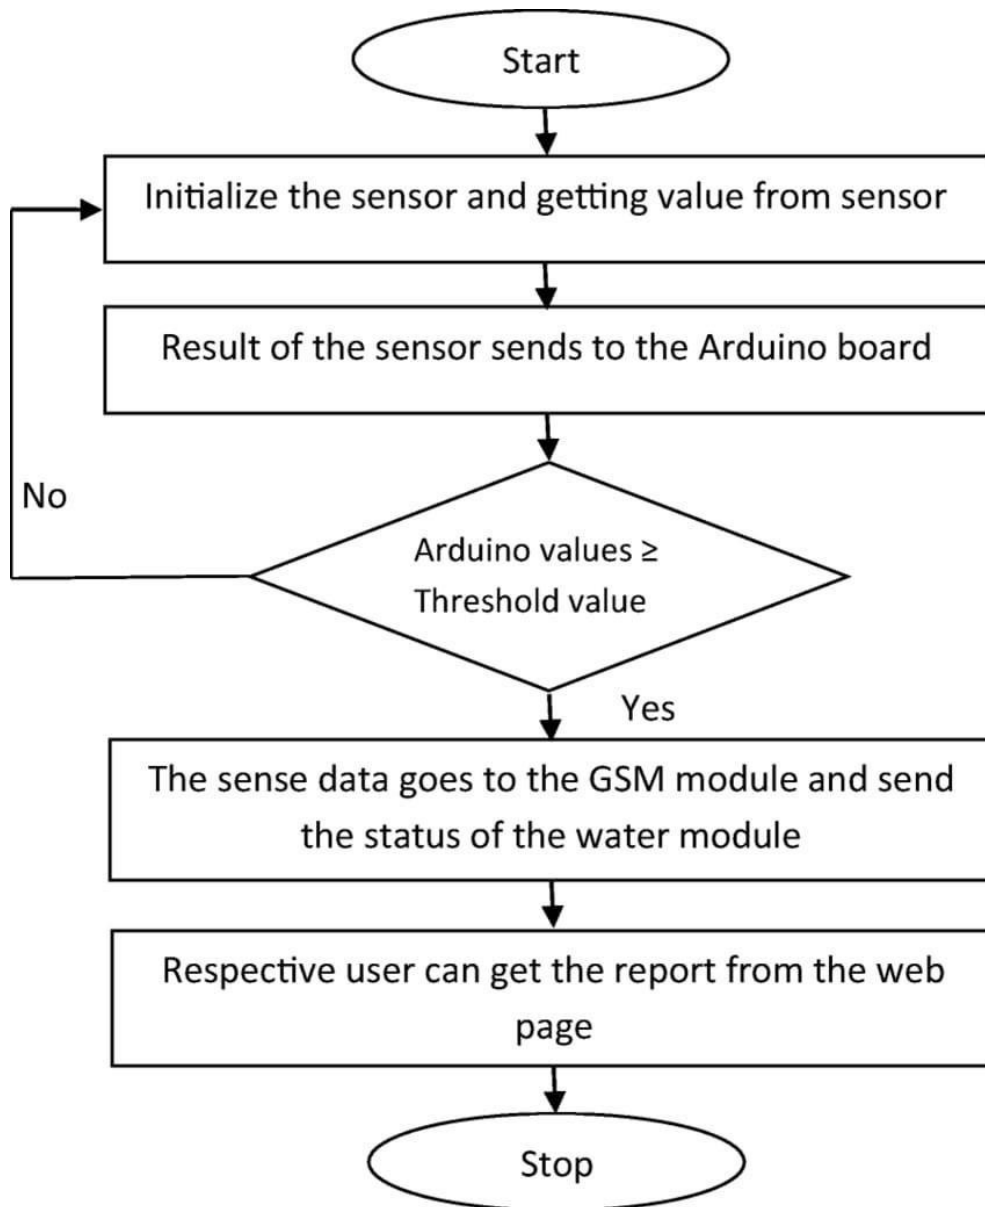 Start
Initialize the sensor and getting value from sensor
Result of the sensor sends to the Arduino board
No
Arduino values ≥
Threshold value
Yes
The sense data goes to the GSM module and send
the status of the water module
Respective user can get the report from the web
page
Stop